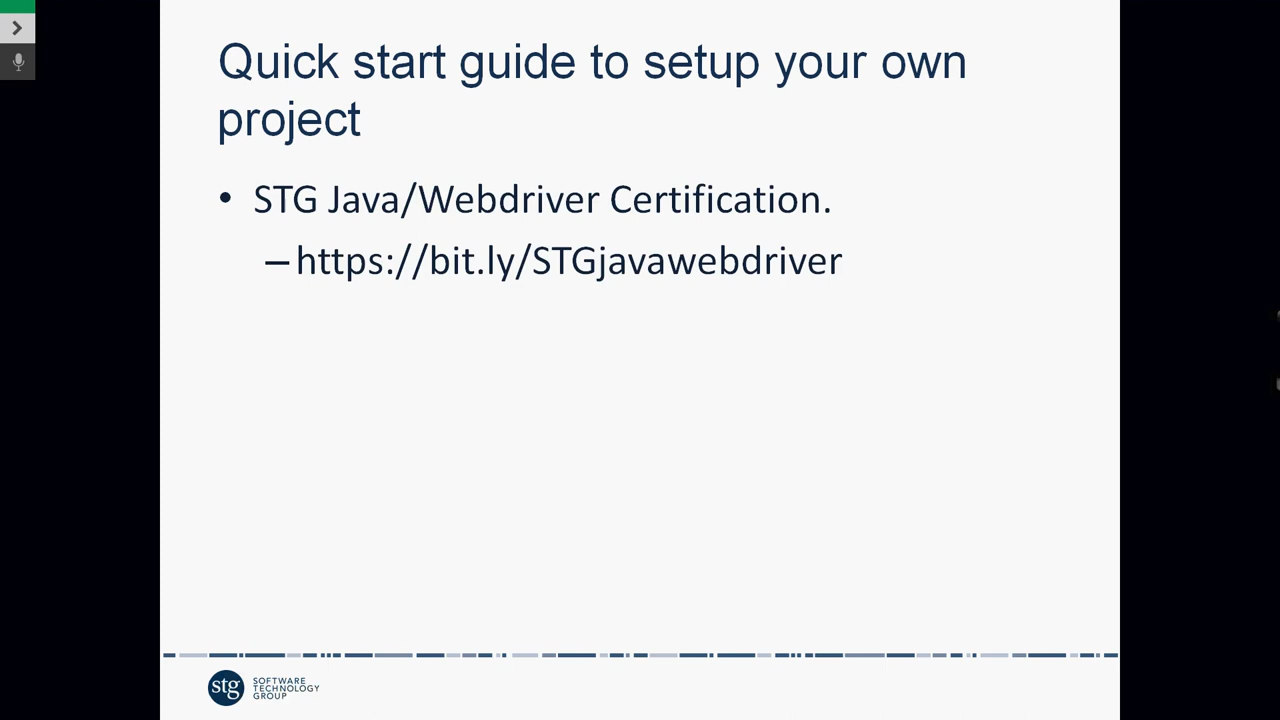 Quick start guide to setup your own
project
• STG Java/Webdriver Certification.
– https://bit.ly/STGjavawebdriver
stg
SOFTWARE
TECHNOLOGY
GROUP